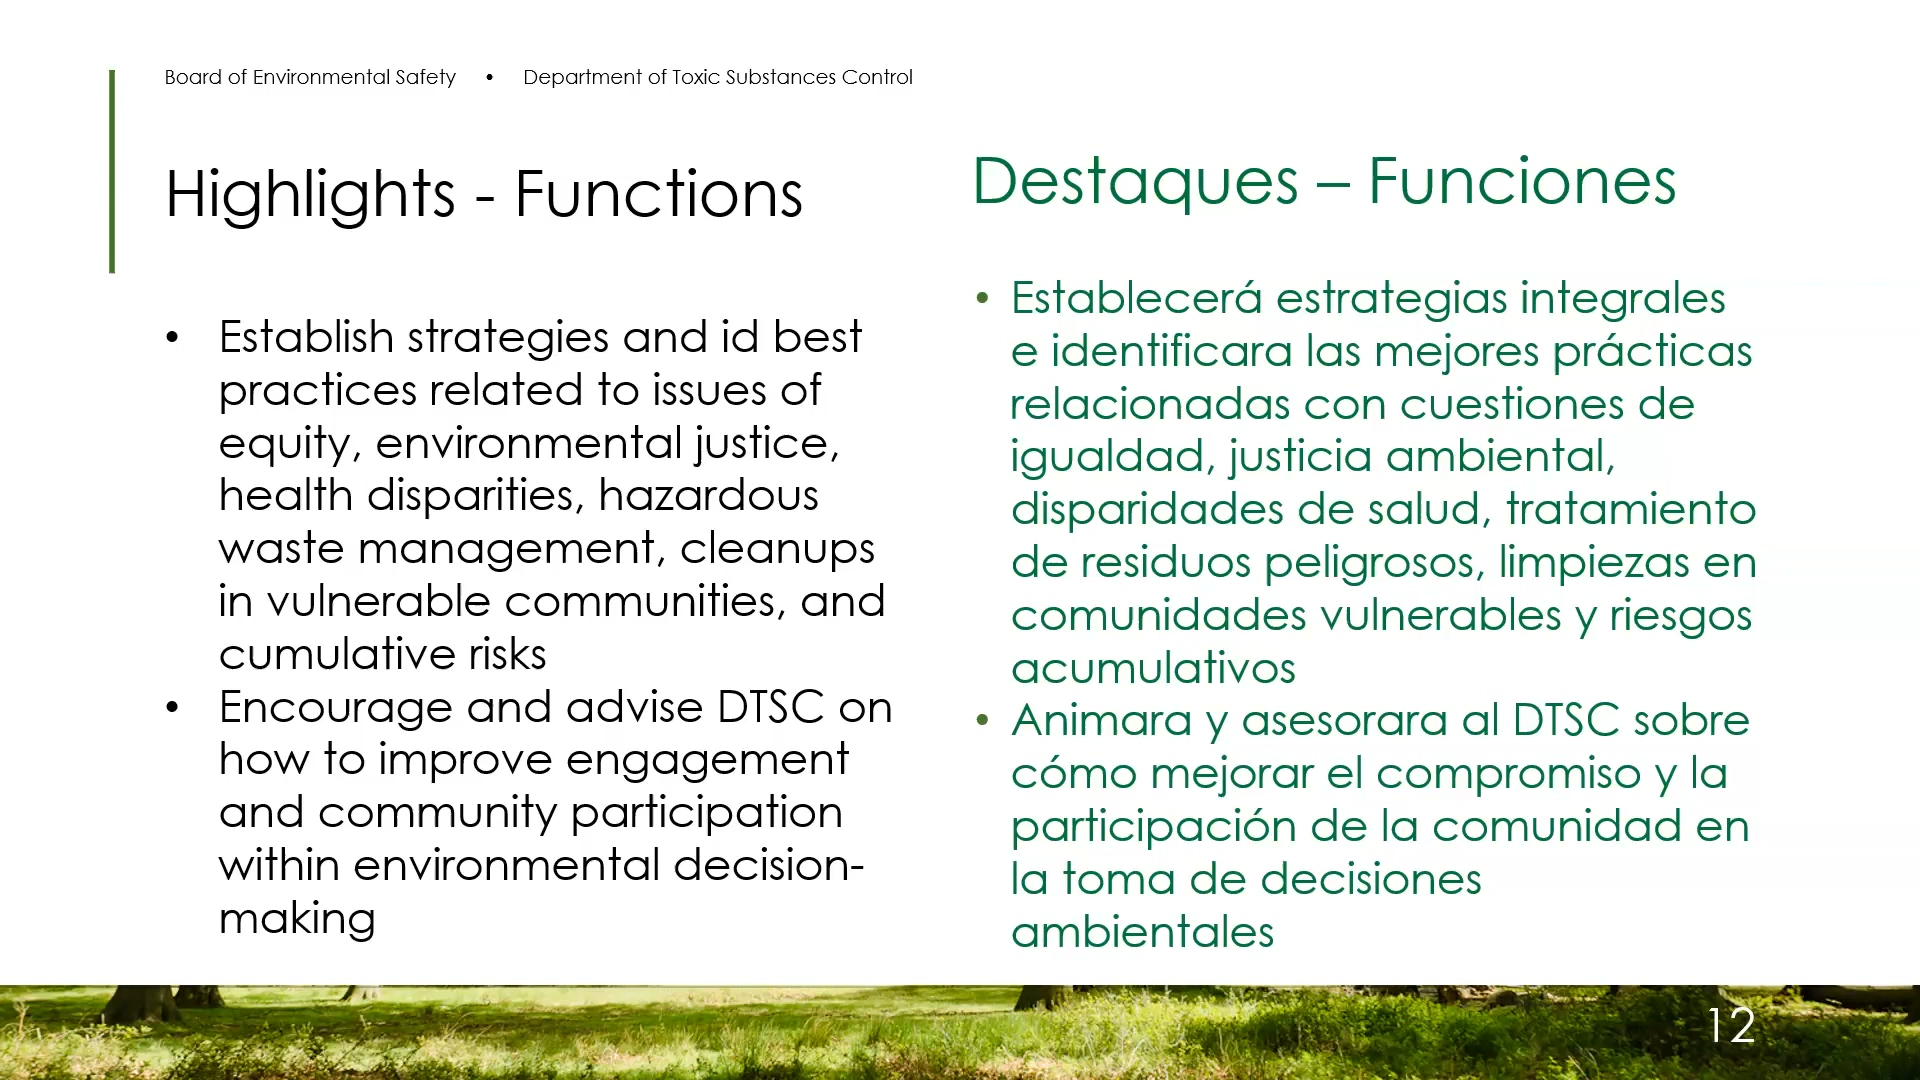 Board of Environmental Safety • Department of Toxic Substances Control
Highlights - Functions
• Establish strategies and id best
practices related to issues of
equity, environmental justice,
health disparities, hazardous
waste management, cleanups
in vulnerable communities, and
cumulative risks
• Encourage and advise DTSC on
how to improve engagement
and community participation
within environmental decision-
making
Destaques – Funciones
• Establecerá estrategias integrales
e identificara las mejores prácticas
relacionadas con cuestiones de
igualdad, justicia ambiental,
disparidades de salud, tratamiento
de residuos peligrosos, limpiezas en
comunidades vulnerables y riesgos
acumulativos
• Animara y asesorara al DTSC sobre
cómo mejorar el compromiso y la
participación de la comunidad en
la toma de decisiones
ambientales
12